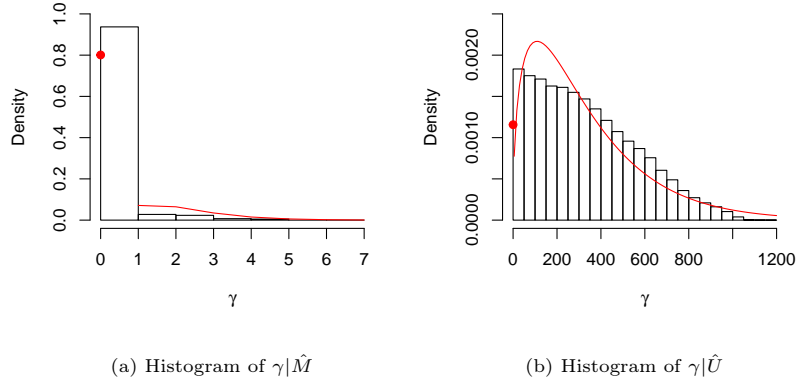 1.0
0.8
0.6
0.4
0.2
0.0
Density
0 1 2 3 4 5 6 7
γ
(a) Histogram of γ|M̂
0.0020
0.0010
0.0000
Density
0 200 400 600 800 1200
γ
(b) Histogram of γ|Û